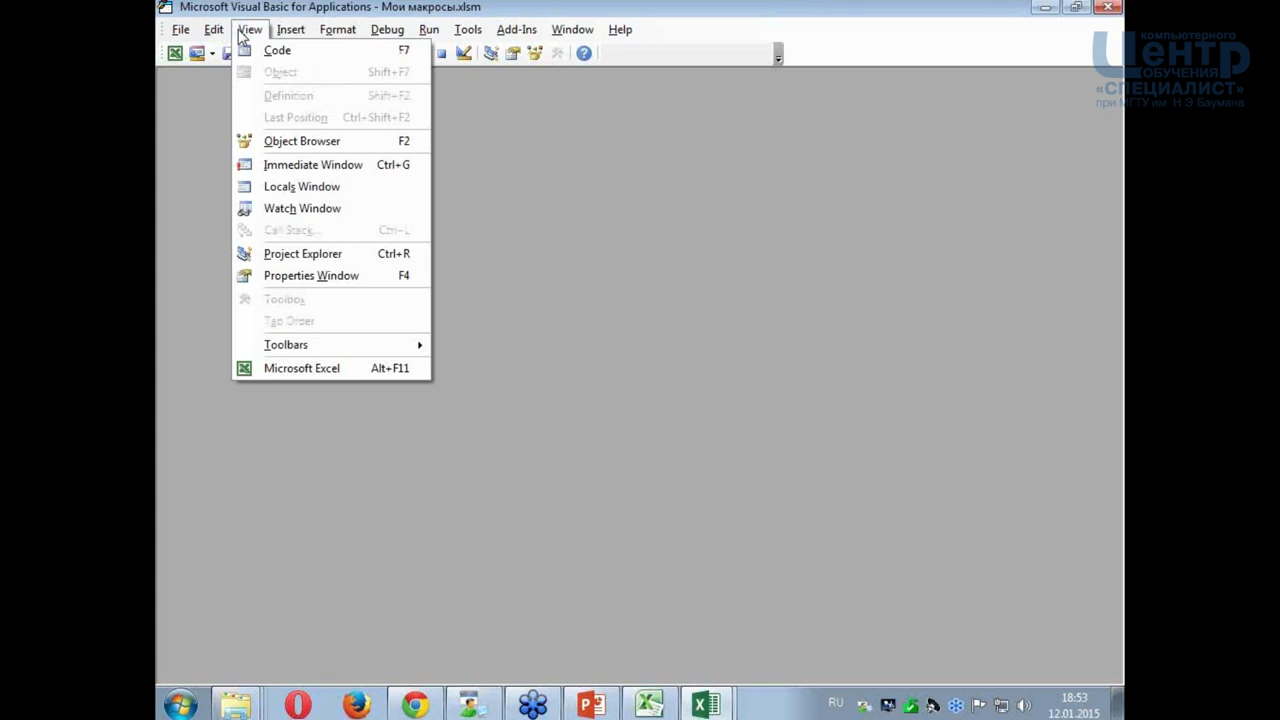 Microsoft Visual Basic for Applications - Мои макросы.xlsm
File Edit View Insert Format Debug Run Tools Add-Ins Window Help
компьютерного
Центр
ОБУЧЕНИЯ
«СПЕЦИАЛИСТ»
при МГТУ им Н Э Баумана
Code F7
Object Shift+F7
Definition Shift+F2
Last Position Ctrl+Shift+F2
Object Browser F2
Immediate Window Ctrl+G
Locals Window
Watch Window
Call Stack... Ctrl+L
Project Explorer Ctrl+R
Properties Window F4
Toolbox
Tab Order
Toolbars
Microsoft Excel Alt+F11
RU
18:53
12.01.2015